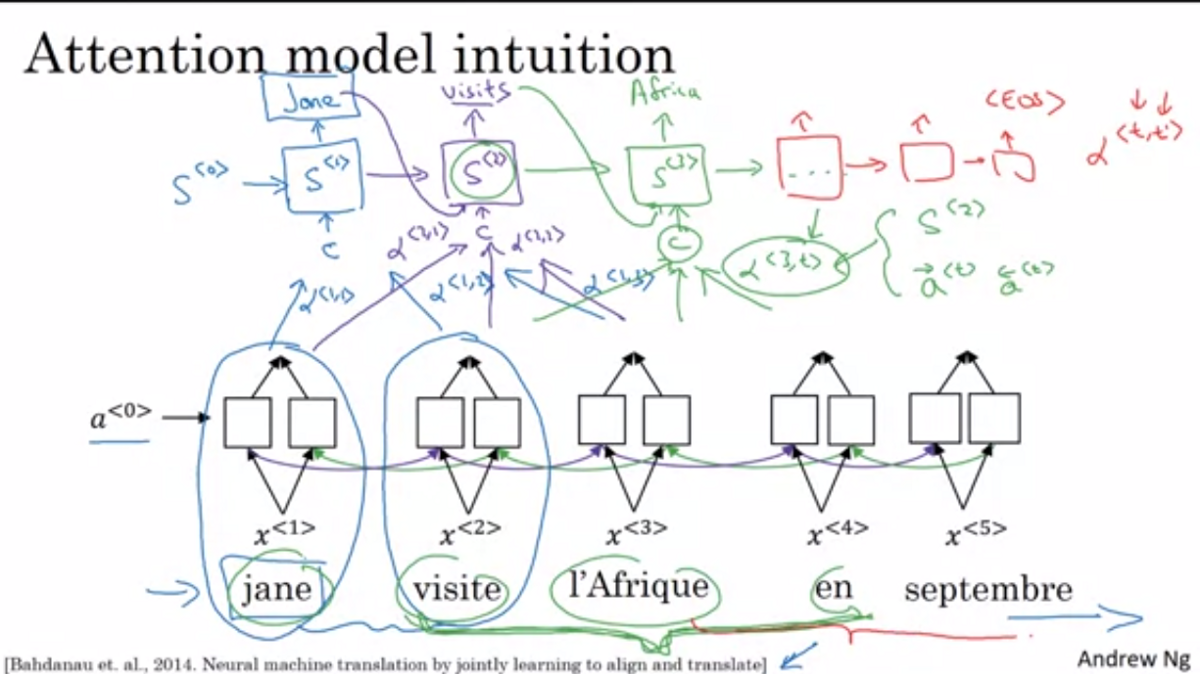 Attention model intuition
Jane visits Africa <EOS> α<t,t'>
S<0> S<1> S<2> S<3> ...
c c c
α<2,1> α<2,2> α<3,t> S<2>
α<1,1> α<1,2> α<1,3> a→<t> a←<t>
a<0>
x<1> x<2> x<3> x<4> x<5>
jane visite l'Afrique en septembre
[Bahdanau et. al., 2014. Neural machine translation by jointly learning to align and translate]
Andrew Ng